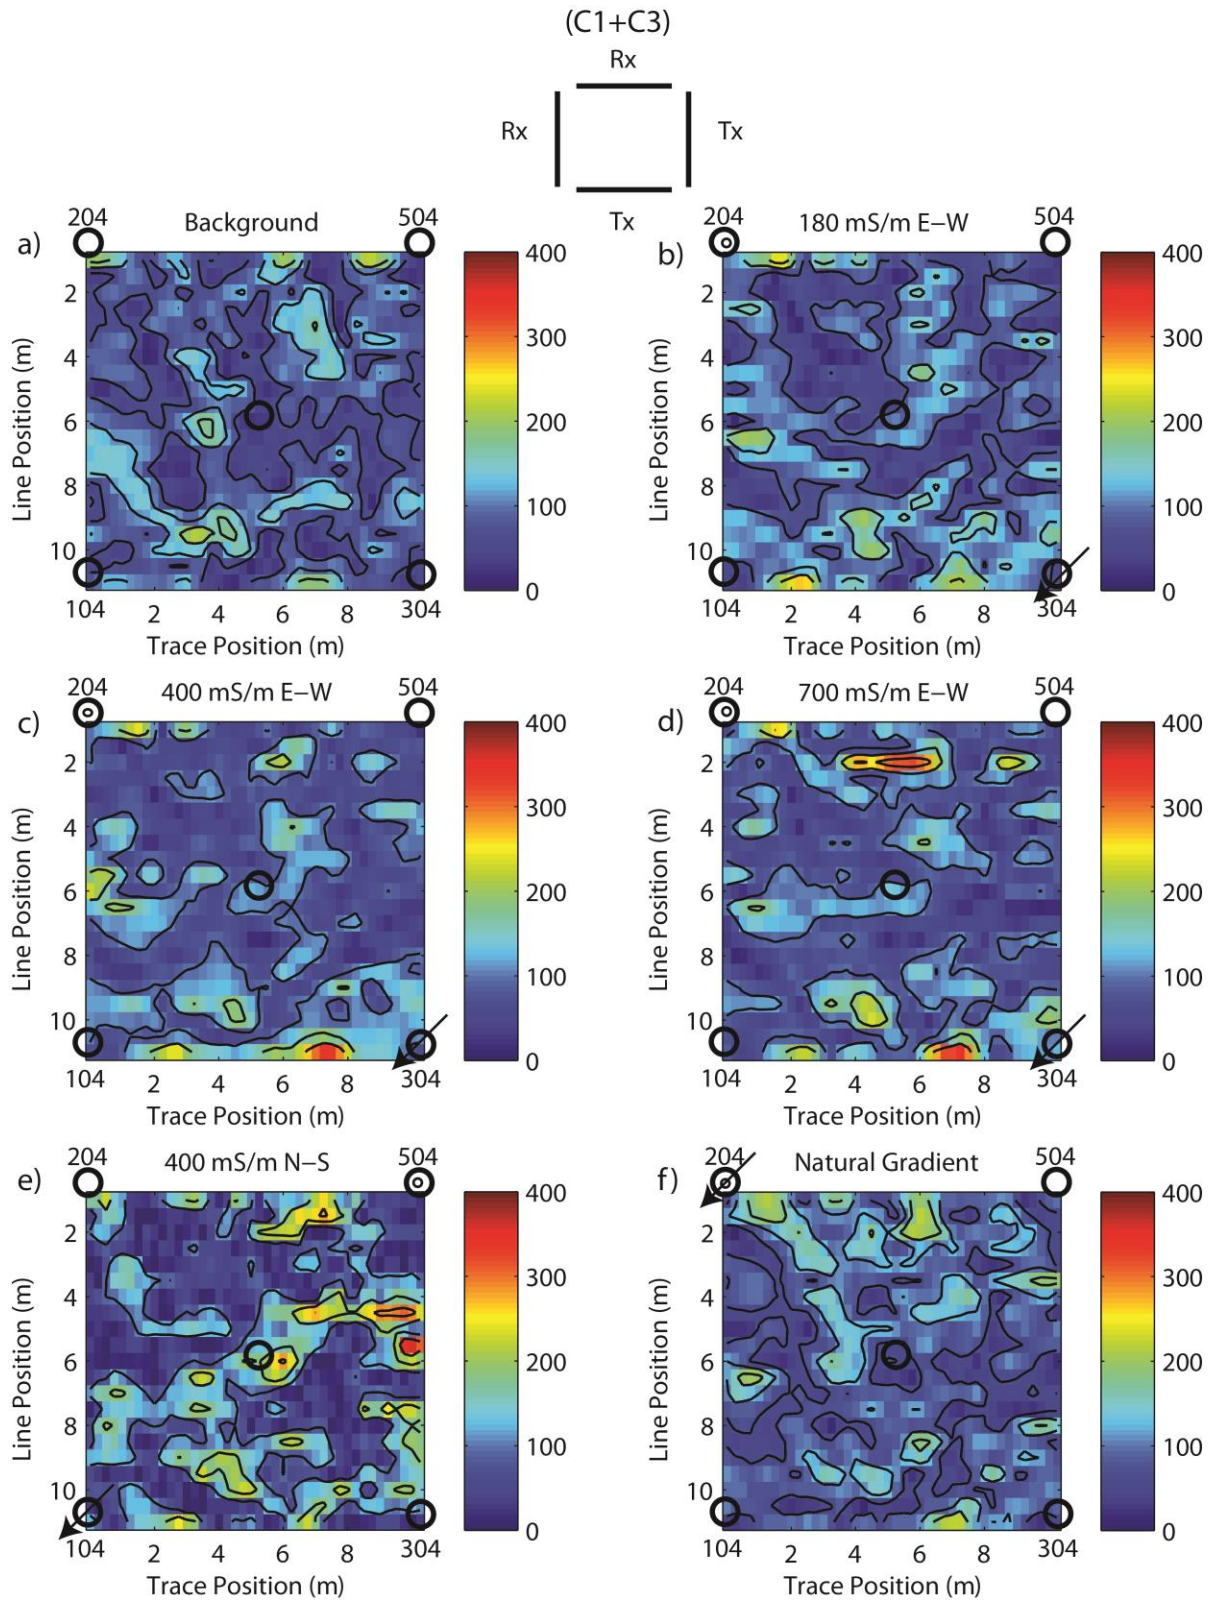 (C1+C3)
Rx
Rx Tx
Tx
a) 204 Background 504
400
300
200
100
0
2
4
6
8
10
Line Position (m)
104 2 4 6 8 304
Trace Position (m)
b) 204 180 mS/m E−W 504
400
300
200
100
0
2
4
6
8
10
Line Position (m)
104 2 4 6 8 304
Trace Position (m)
c) 204 400 mS/m E−W 504
400
300
200
100
0
2
4
6
8
10
Line Position (m)
104 2 4 6 8 304
Trace Position (m)
d) 204 700 mS/m E−W 504
400
300
200
100
0
2
4
6
8
10
Line Position (m)
104 2 4 6 8 304
Trace Position (m)
e) 204 400 mS/m N−S 504
400
300
200
100
0
2
4
6
8
10
Line Position (m)
104 2 4 6 8 304
Trace Position (m)
f) 204 Natural Gradient 504
400
300
200
100
0
2
4
6
8
10
Line Position (m)
104 2 4 6 8 304
Trace Position (m)